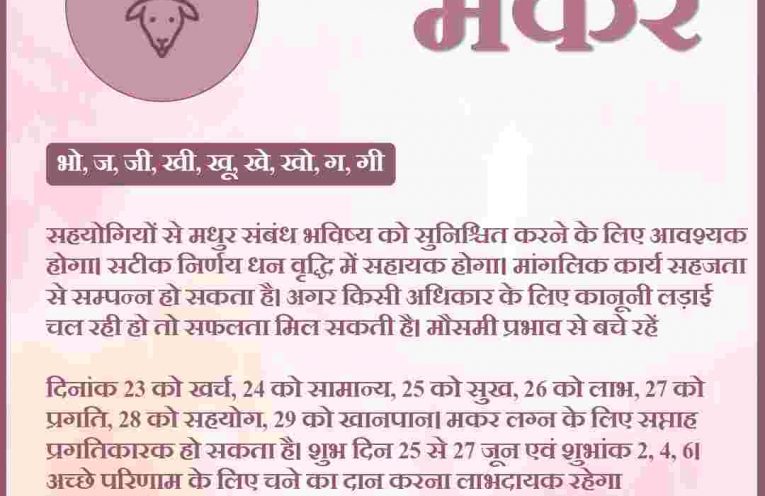 मकर
भो, ज, जी, खी, खू, खे, खो, ग, गी
सहयोगियों से मधुर संबंध भविष्य को सुनिश्चित करने के लिए आवश्यक
होगा। सटीक निर्णय धन वृद्धि में सहायक होगा। मांगलिक कार्य सहजता
से सम्पन्न हो सकता है। अगर किसी अधिकार के लिए कानूनी लड़ाई
चल रही हो तो सफलता मिल सकती है। मौसमी प्रभाव से बचे रहें
दिनांक 23 को खर्च, 24 को सामान्य, 25 को सुख, 26 को लाभ, 27 को
प्रगति, 28 को सहयोग, 29 को खानपान। मकर लग्न के लिए सप्ताह
प्रगतिकारक हो सकता है। शुभ दिन 25 से 27 जून एवं शुभांक 2, 4, 6।
अच्छे परिणाम के लिए चने का दान करना लाभदायक रहेगा